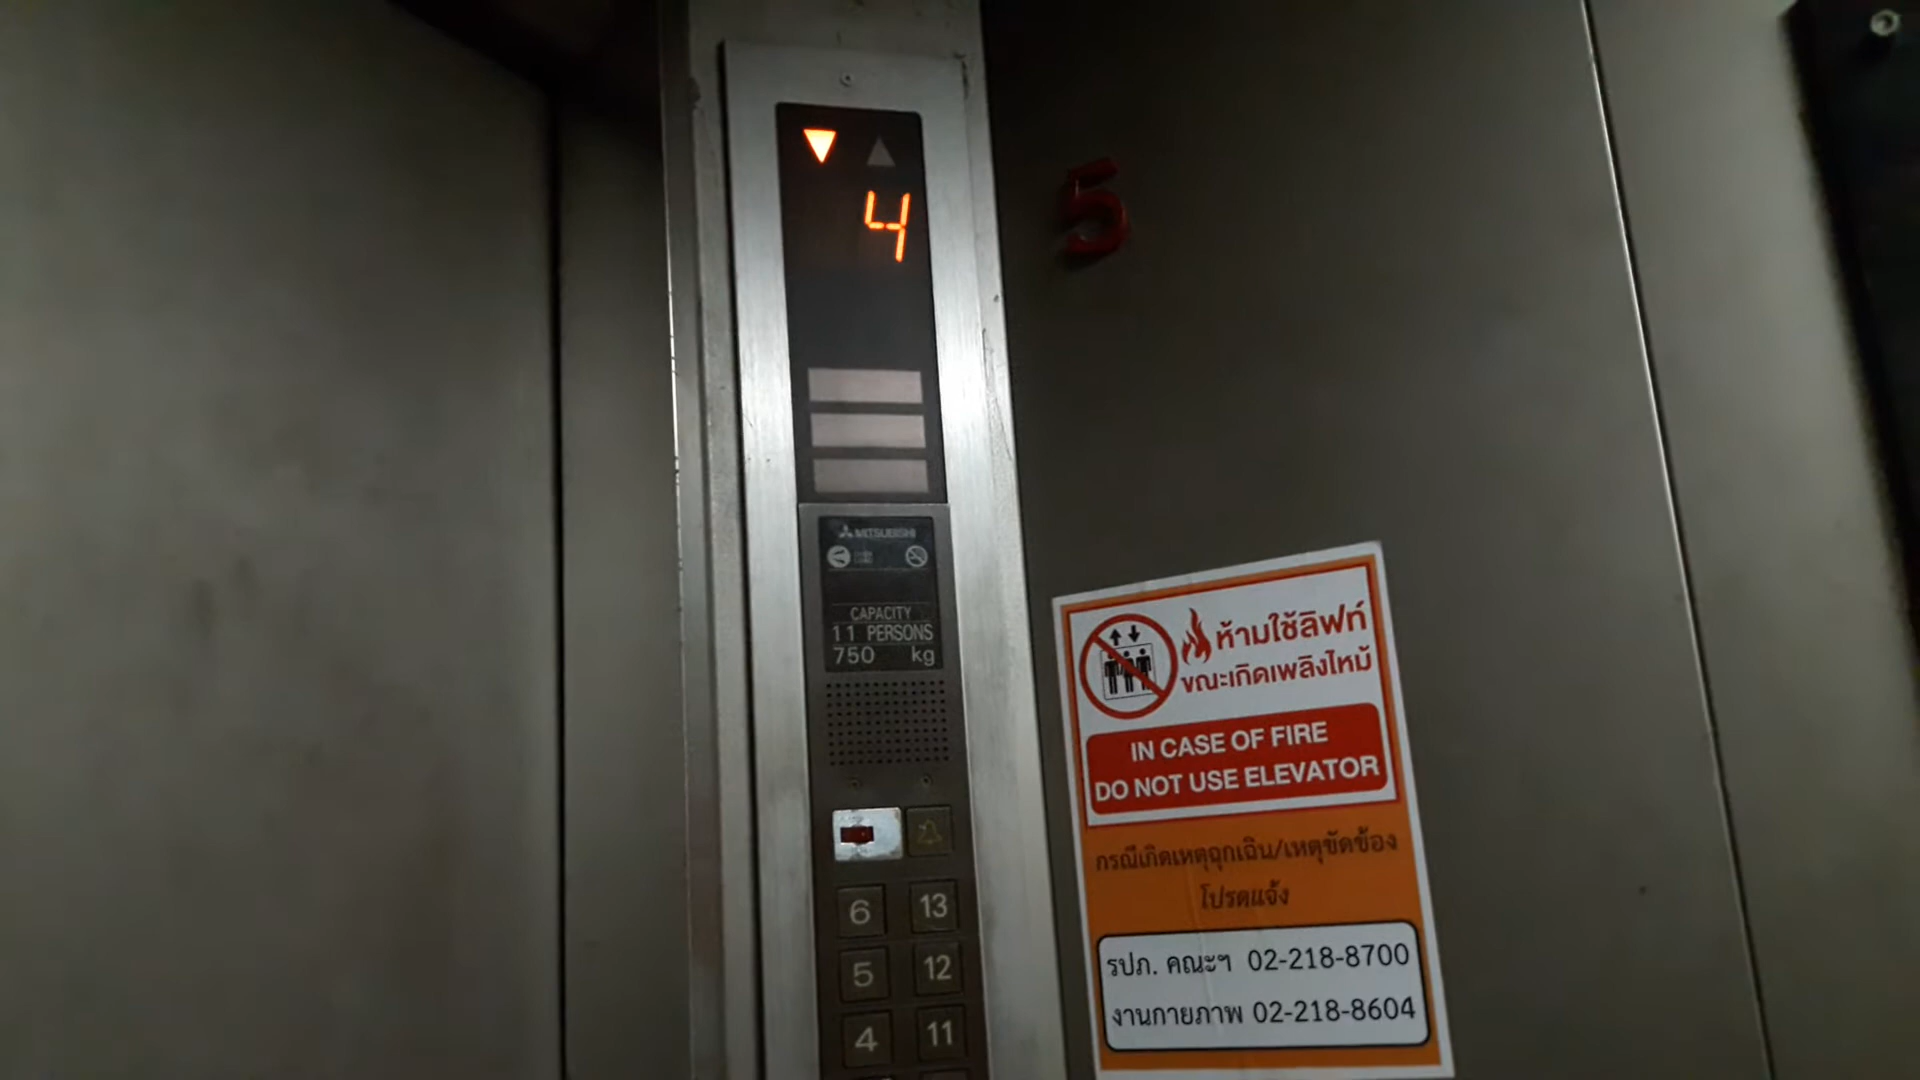 4
5
MITSUBISHI
CAPACITY
11 PERSONS
750 kg
6 13
5 12
4 11
ห้ามใช้ลิฟท์
ขณะเกิดเพลิงไหม้
IN CASE OF FIRE
DO NOT USE ELEVATOR
กรณีเกิดเหตุฉุกเฉิน/เหตุขัดข้อง
โปรดแจ้ง
รปภ. คณะฯ 02-218-8700
งานกายภาพ 02-218-8604